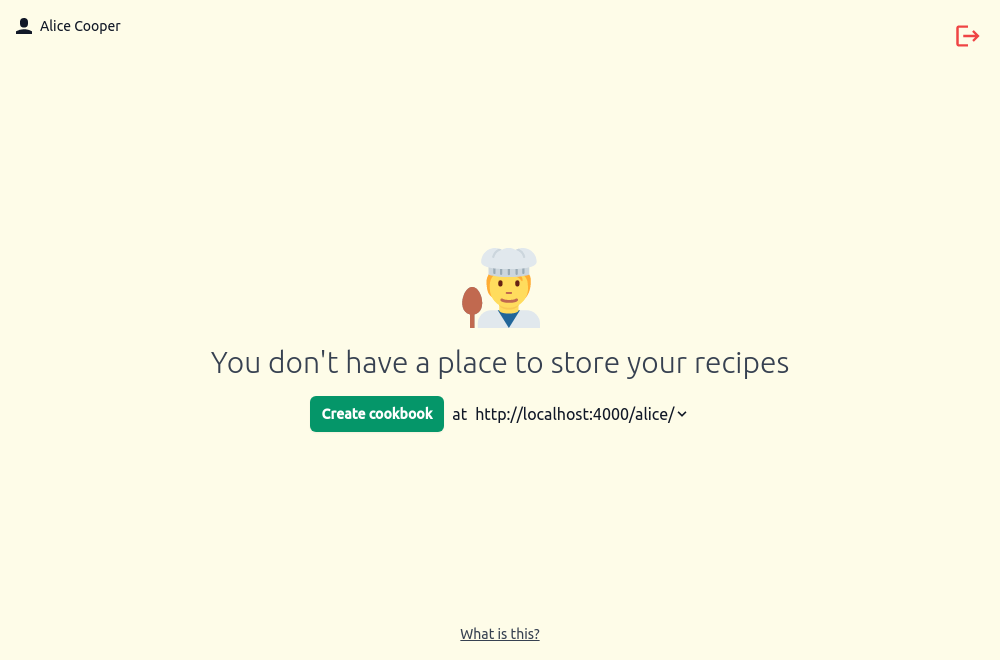 Alice Cooper
You don't have a place to store your recipes
Create cookbook at http://localhost:4000/alice/
What is this?